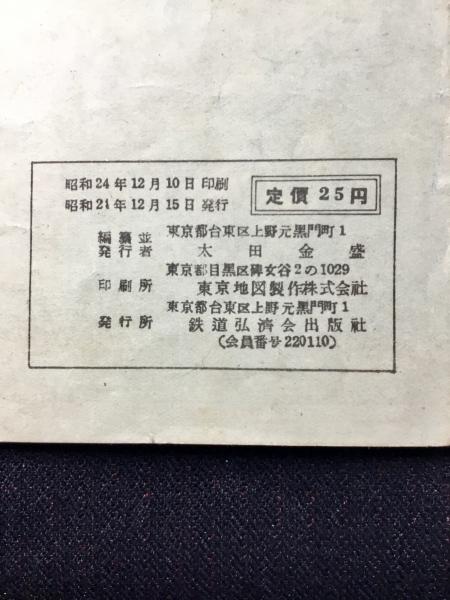 昭和24年12月10日 印刷
昭和24年12月15日 発行
定價 25円
編纂並
発行者
東京都台東区上野元黒門町1
太田金盛
印刷所
東京都目黒区碑文谷2の1029
東京地図製作株式会社
発行所
東京都台東区上野元黒門町1
鉄道弘済会出版社
(会員番号220110)